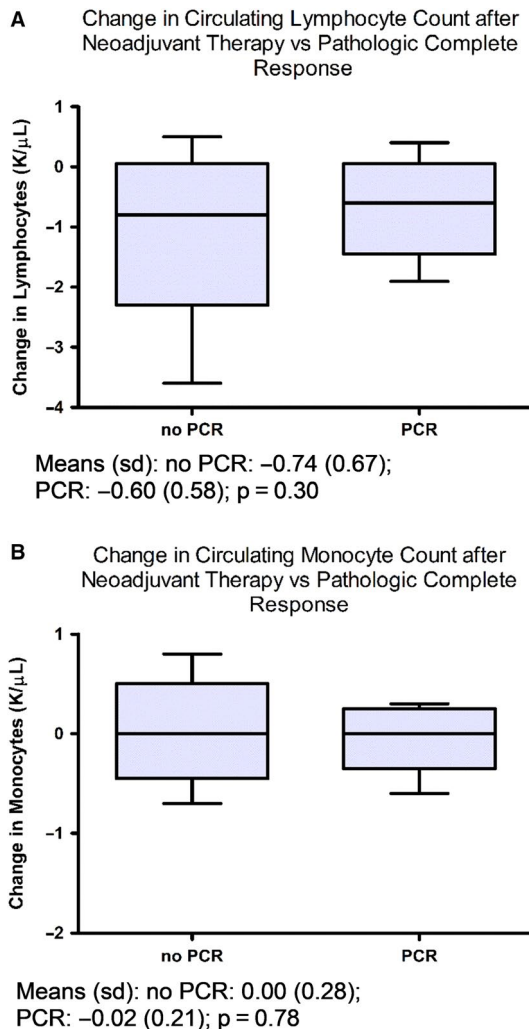 A
Change in Circulating Lymphocyte Count after
Neoadjuvant Therapy vs Pathologic Complete
Response
Change in Lymphocytes (K/µL)
1
0
–1
–2
–3
–4
no PCR
PCR
Means (sd): no PCR: –0.74 (0.67);
PCR: –0.60 (0.58); p = 0.30
B
Change in Circulating Monocyte Count after
Neoadjuvant Therapy vs Pathologic Complete
Response
Change in Monocytes (K/µL)
1
0
–1
–2
no PCR
PCR
Means (sd): no PCR: 0.00 (0.28);
PCR: –0.02 (0.21); p = 0.78